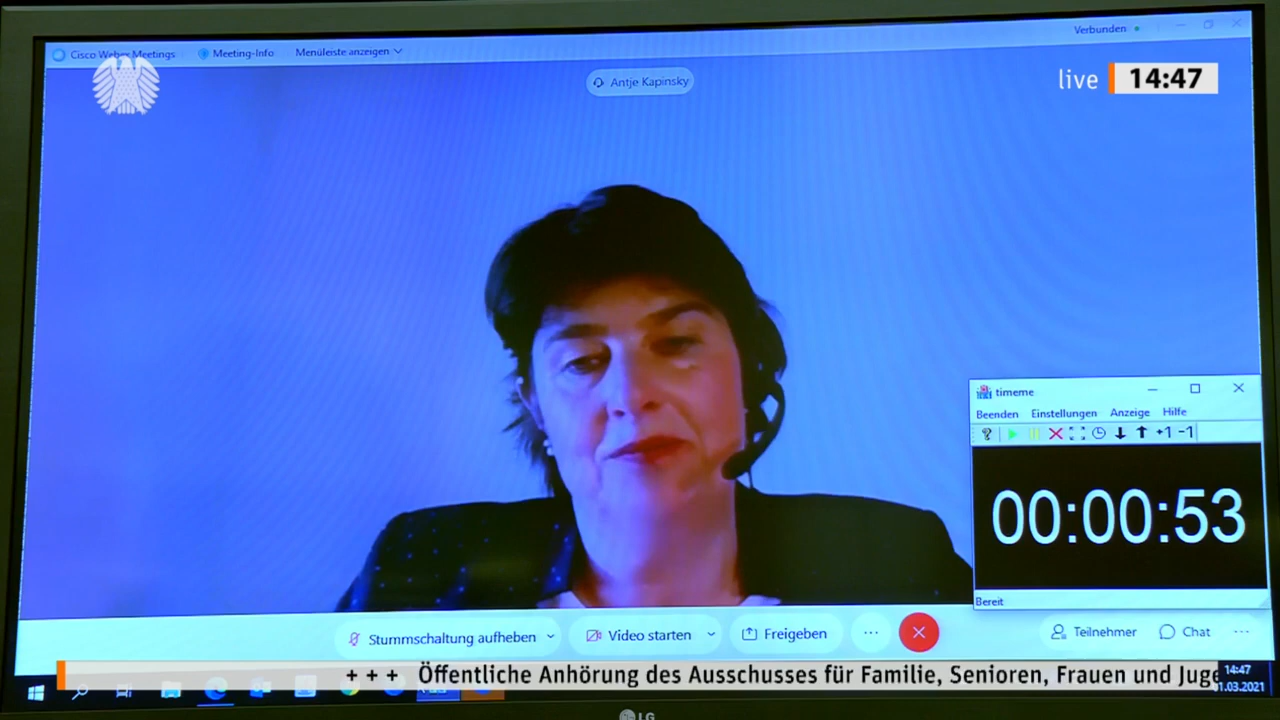 Cisco Webex Meetings
Meeting-Info
Menüleiste anzeigen
Verbunden
Antje Kapinsky
live 14:47
timeme
Beenden Einstellungen Anzeige Hilfe
+1 -1
00:00:53
Bereit
Stummschaltung aufheben
Video starten
Freigeben
Teilnehmer
Chat
+ + + Öffentliche Anhörung des Ausschusses für Familie, Senioren, Frauen und Juge
14:47
1.03.2021
LG